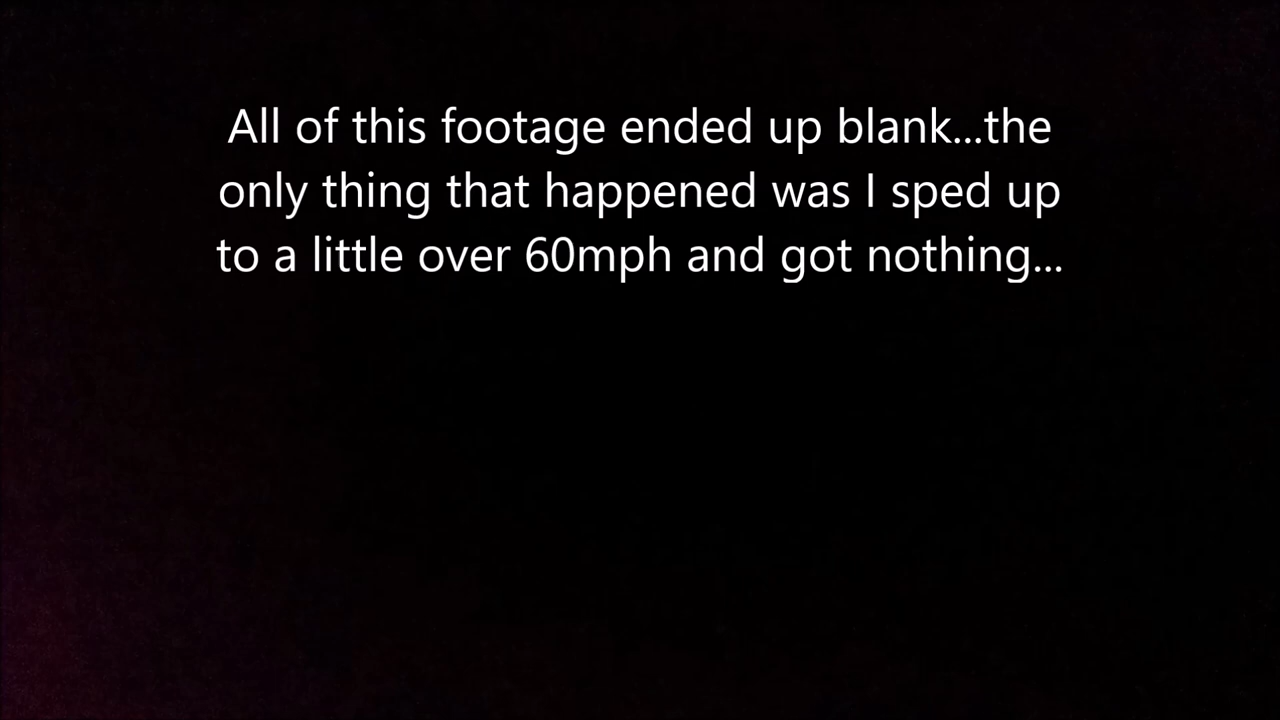 All of this footage ended up blank...the
only thing that happened was I sped up
to a little over 60mph and got nothing...